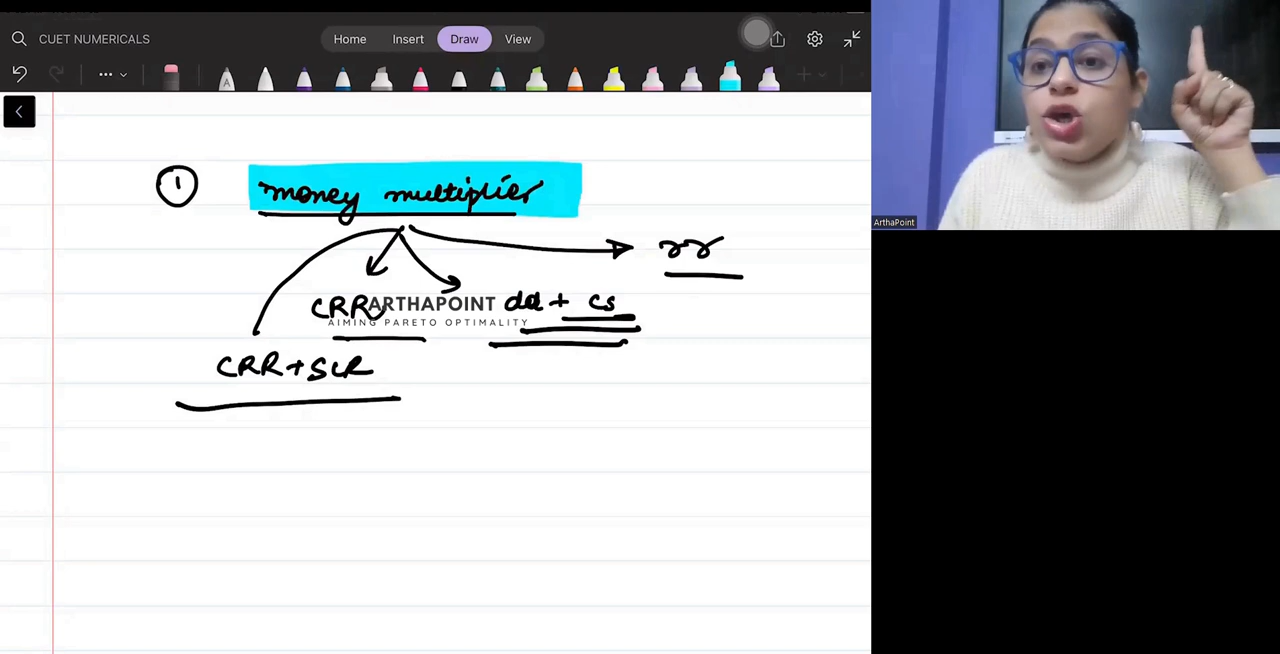 CUET NUMERICALS
Home Insert Draw View
A
ArthaPoint
1 money multiplier
rr
CRR dd + cs
ARTHAPOINT
AIMING PARETO OPTIMALITY
CRR + SLR